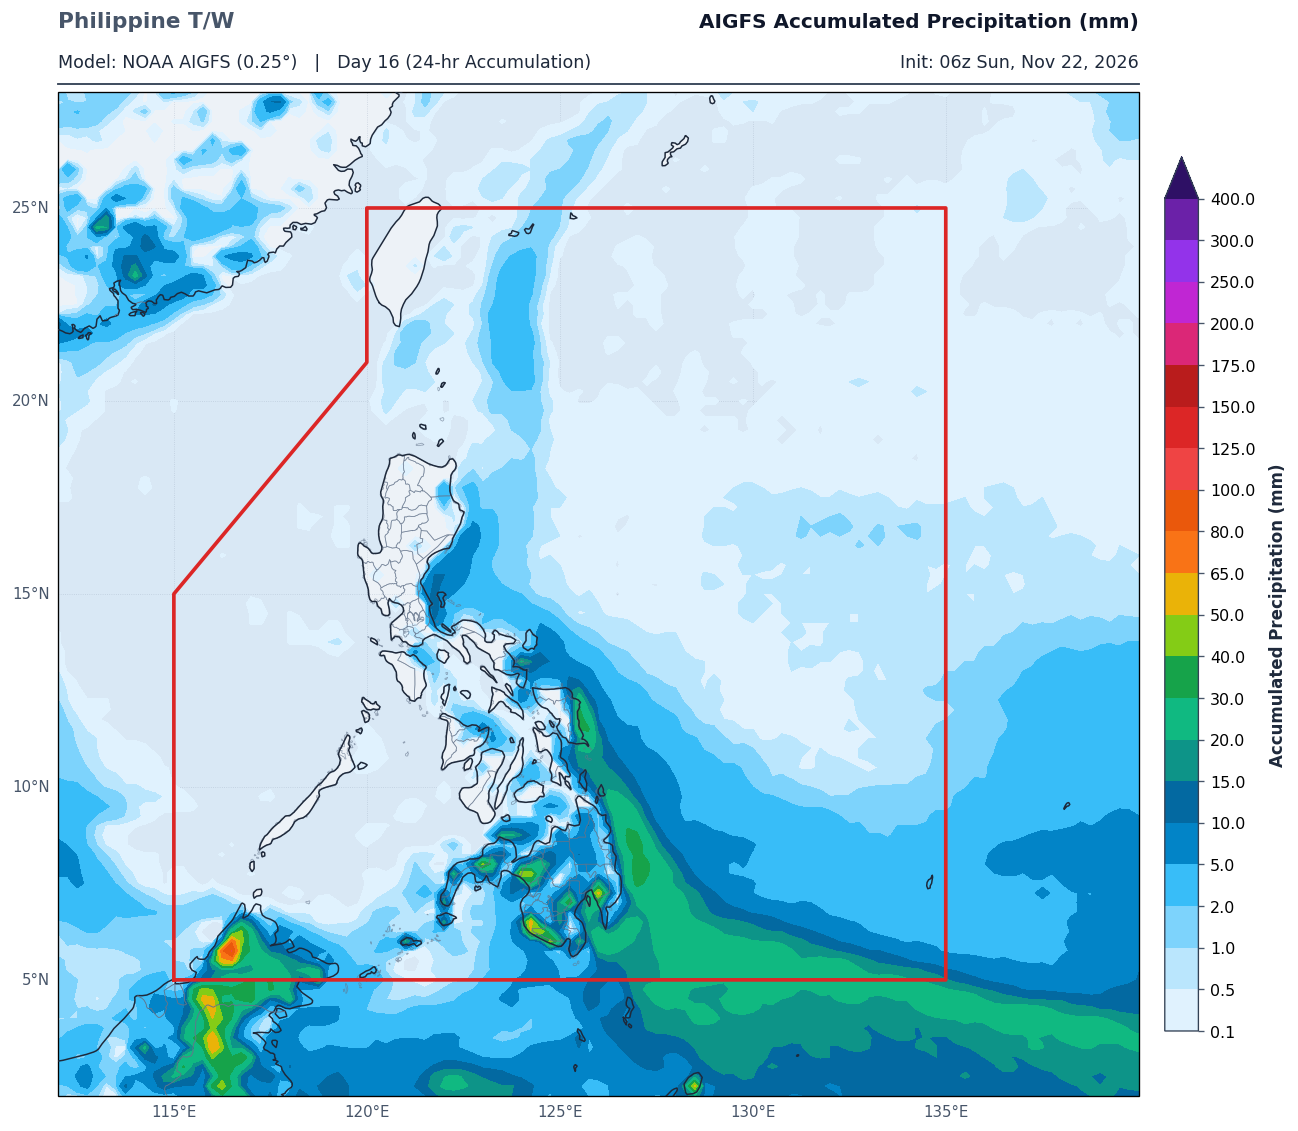 Philippine T/W
AIGFS Accumulated Precipitation (mm)
Model: NOAA AIGFS (0.25°)   |   Day 16 (24-hr Accumulation)
Init: 06z Sun, Nov 22, 2026
25°N
20°N
15°N
10°N
5°N
115°E
120°E
125°E
130°E
135°E
400.0
300.0
250.0
200.0
175.0
150.0
125.0
100.0
80.0
65.0
50.0
40.0
30.0
20.0
15.0
10.0
5.0
2.0
1.0
0.5
0.1
Accumulated Precipitation (mm)